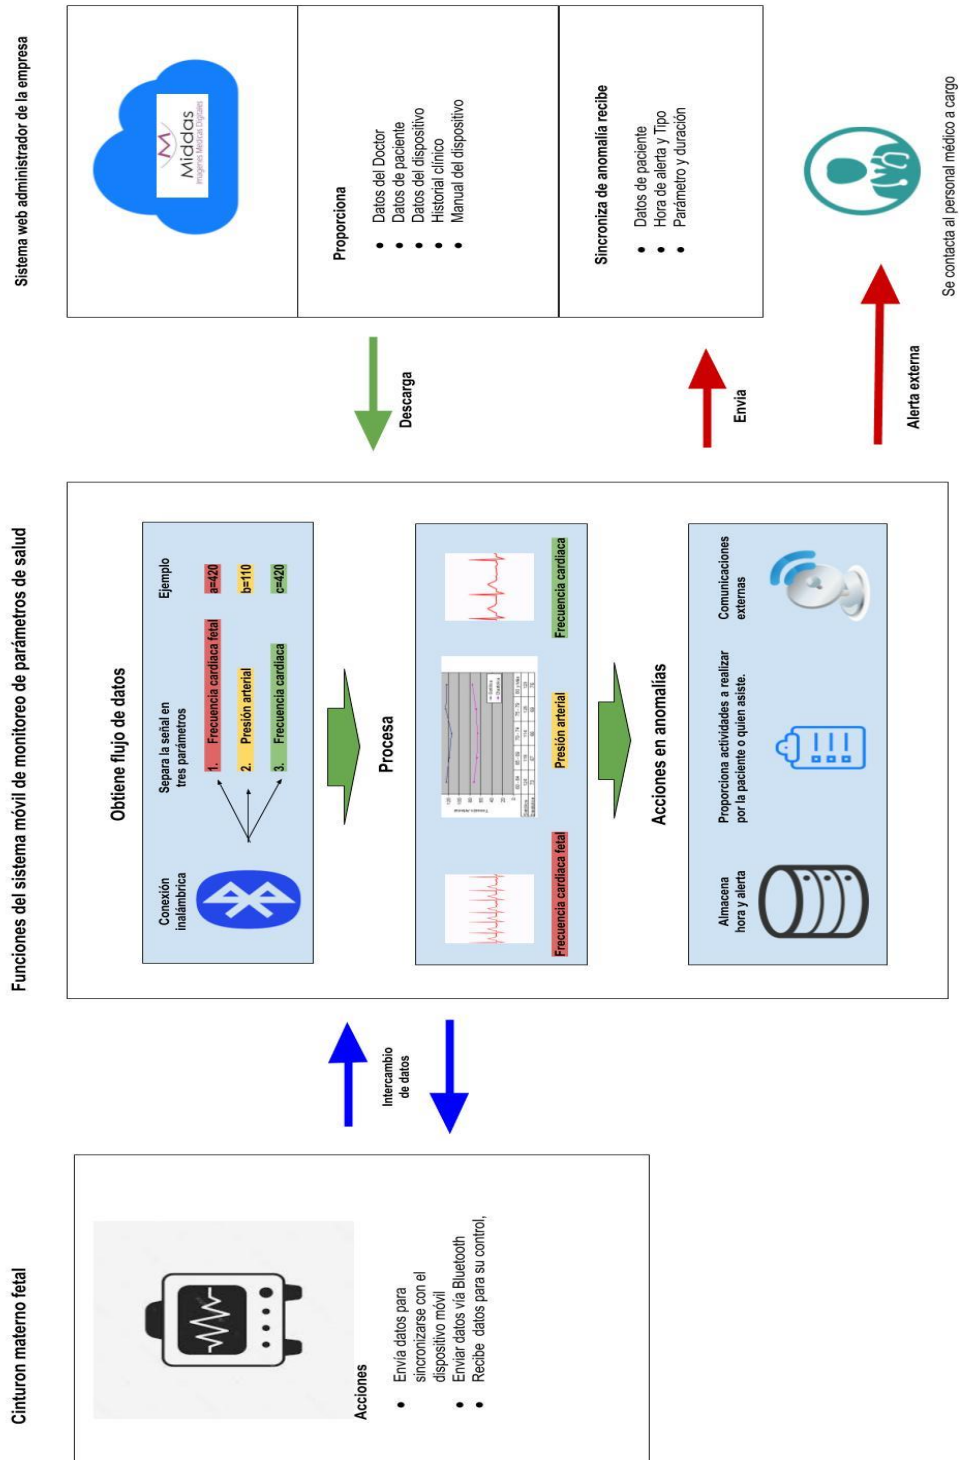 Cinturon materno fetal
Acciones
● Envía datos para
sincronizarse con el
dispositivo móvil
● Enviar datos vía Bluetooth
● Recibe datos para su control,
Intercambio
de datos
Funciones del sistema móvil de monitoreo de parámetros de salud
Obtiene flujo de datos
Conexión
inalámbrica
Separa la señal en
tres parámetros
Ejemplo
1. Frecuencia cardiaca fetal
a=420
2. Presión arterial
b=110
3. Frecuencia cardiaca
c=420
Procesa
Frecuencia cardiaca fetal
Presión arterial
Frecuencia cardiaca
Acciones en anomalías
Almacena
hora y alerta
Proporciona actividades a realizar
por la paciente o quien asiste.
Comunicaciones
externas
Descarga
Envia
Alerta externa
Sistema web administrador de la empresa
Middas
Imagenes Medicas Digitales
Proporciona
● Datos del Doctor
● Datos de paciente
● Datos del dispositivo
● Historial clínico
● Manual del dispositivo
Sincroniza de anomalía recibe
● Datos de paciente
● Hora de alerta y Tipo
● Parámetro y duración
Se contacta al personal médico a cargo